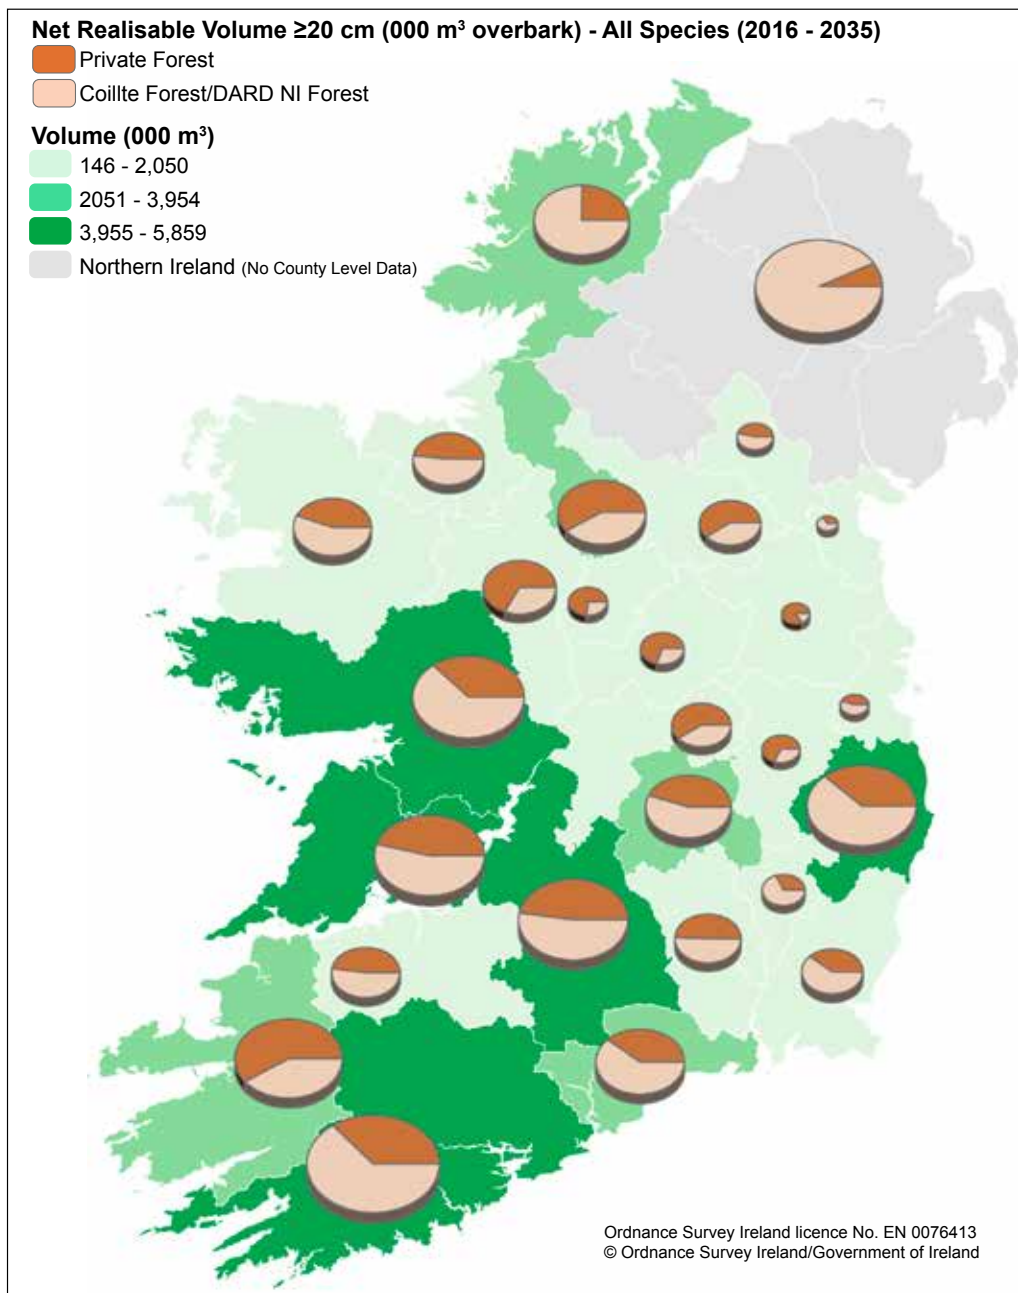 Net Realisable Volume ≥20 cm (000 m³ overbark) - All Species (2016 - 2035)
Private Forest
Coillte Forest/DARD NI Forest
Volume (000 m³)
146 - 2,050
2051 - 3,954
3,955 - 5,859
Northern Ireland (No County Level Data)
Ordnance Survey Ireland licence No. EN 0076413
© Ordnance Survey Ireland/Government of Ireland